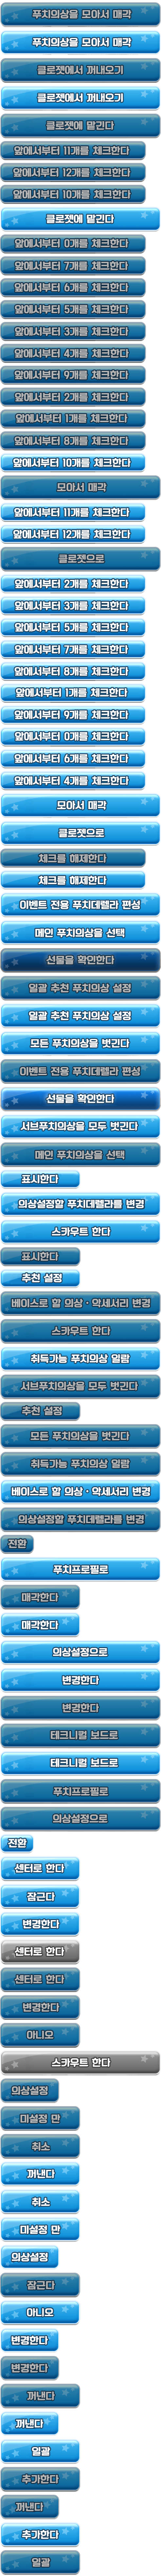 푸치의상을 모아서 매각
푸치의상을 모아서 매각
클로젯에서 꺼내오기
클로젯에서 꺼내오기
클로젯에 맡긴다
앞에서부터 11개를 체크한다
앞에서부터 12개를 체크한다
앞에서부터 10개를 체크한다
클로젯에 맡긴다
앞에서부터 0개를 체크한다
앞에서부터 7개를 체크한다
앞에서부터 6개를 체크한다
앞에서부터 5개를 체크한다
앞에서부터 3개를 체크한다
앞에서부터 4개를 체크한다
앞에서부터 9개를 체크한다
앞에서부터 2개를 체크한다
앞에서부터 1개를 체크한다
앞에서부터 8개를 체크한다
앞에서부터 10개를 체크한다
모아서 매각
앞에서부터 11개를 체크한다
앞에서부터 12개를 체크한다
클로젯으로
앞에서부터 2개를 체크한다
앞에서부터 3개를 체크한다
앞에서부터 5개를 체크한다
앞에서부터 7개를 체크한다
앞에서부터 8개를 체크한다
앞에서부터 1개를 체크한다
앞에서부터 9개를 체크한다
앞에서부터 0개를 체크한다
앞에서부터 6개를 체크한다
앞에서부터 4개를 체크한다
모아서 매각
클로젯으로
체크를 해제한다
체크를 해제한다
이벤트 전용 푸치데렐라 편성
메인 푸치의상을 선택
선물을 확인한다
일괄 추천 푸치의상 설정
일괄 추천 푸치의상 설정
모든 푸치의상을 벗긴다
이벤트 전용 푸치데렐라 편성
선물을 확인한다
서브푸치의상을 모두 벗긴다
메인 푸치의상을 선택
표시한다
의상설정할 푸치데렐라를 변경
스카우트 한다
표시한다
추천 설정
베이스로 할 의상·악세서리 변경
스카우트 한다
취득가능 푸치의상 열람
서브푸치의상을 모두 벗긴다
추천 설정
모든 푸치의상을 벗긴다
취득가능 푸치의상 열람
베이스로 할 의상·악세서리 변경
의상설정할 푸치데렐라를 변경
전환
푸치프로필로
매각한다
매각한다
의상설정으로
변경한다
변경한다
테크니컬 보드로
테크니컬 보드로
푸치프로필로
의상설정으로
전환
센터로 한다
잠근다
변경한다
센터로 한다
센터로 한다
변경한다
아니오
스카우트 한다
의상설정
미설정 만
취소
꺼낸다
취소
미설정 만
의상설정
잠근다
아니오
변경한다
변경한다
꺼낸다
꺼낸다
일괄
추가한다
꺼낸다
추가한다
일괄